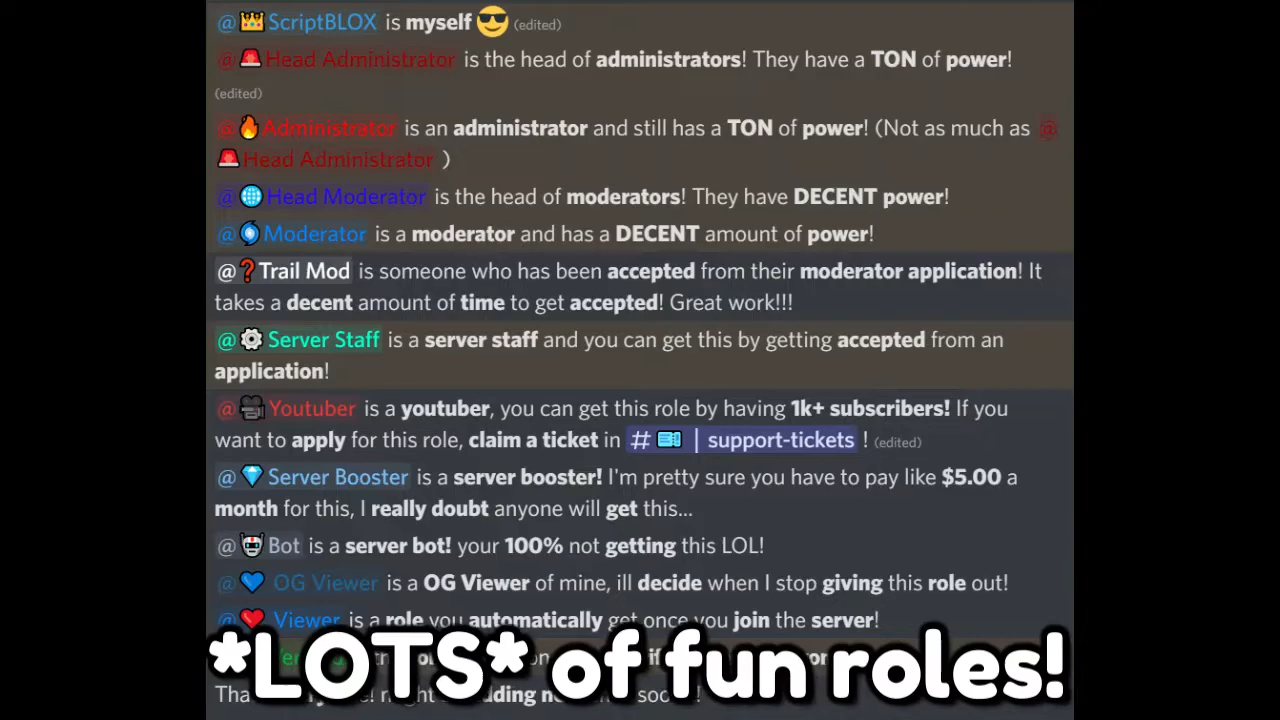 @👑ScriptBLOX is myself 😎 (edited)
@🚨Head Administrator is the head of administrators! They have a TON of power!
(edited)
@🔥Administrator is an administrator and still has a TON of power! (Not as much as @
🚨Head Administrator )
@🌐Head Moderator is the head of moderators! They have DECENT power!
@🌀Moderator is a moderator and has a DECENT amount of power!
@❓Trail Mod is someone who has been accepted from their moderator application! It
takes a decent amount of time to get accepted! Great work!!!
@⚙️Server Staff is a server staff and you can get this by getting accepted from an
application!
@🎥Youtuber is a youtuber, you can get this role by having 1k+ subscribers! If you
want to apply for this role, claim a ticket in #🎫 | support-tickets ! (edited)
@💎Server Booster is a server booster! I'm pretty sure you have to pay like $5.00 a
month for this, I really doubt anyone will get this...
@🤖Bot is a server bot! your 100% not getting this LOL!
@💙 OG Viewer is a OG Viewer of mine, ill decide when I stop giving this role out!
@❤️ Viewer is a role you automatically get once you join the server!
*LOTS* of fun roles!